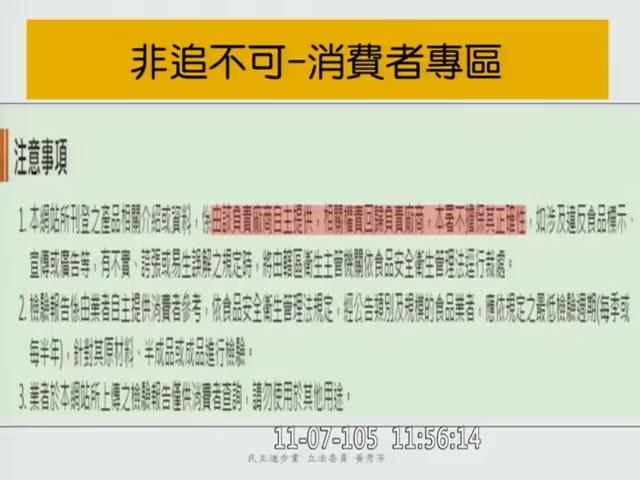 非追不可-消費者專區
注意事項
1. 本網站所刊登之產品相關介紹或資料，係由該負責廠商自主提供，相關權責回歸負責廠商，本署不擔保其正確性，如涉及違反食品標示、
宣傳或廣告等，有不實、誇張或易生誤解之規定時，將由轄區衛生主管機關依食品安全衛生管理法逕行裁處。
2. 檢驗報告係由業者自主提供消費者參考，依食品安全衛生管理法規定，經公告類別及規模的食品業者，應依規定之最低檢驗週期(每季或
每半年)，針對其原材料、半成品或成品進行檢驗。
3. 業者於本網站所上傳之檢驗報告僅供消費者查詢，請勿使用於其他用途。
11-07-105 11:56:14
民主進步黨 立法委員 黃秀芳